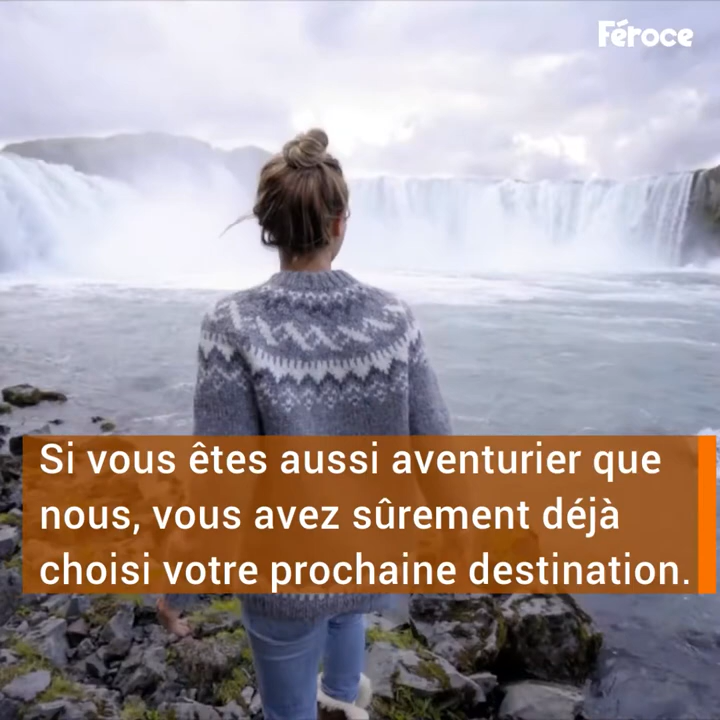 Féroce
Si vous êtes aussi aventurier que
nous, vous avez sûrement déjà
choisi votre prochaine destination.